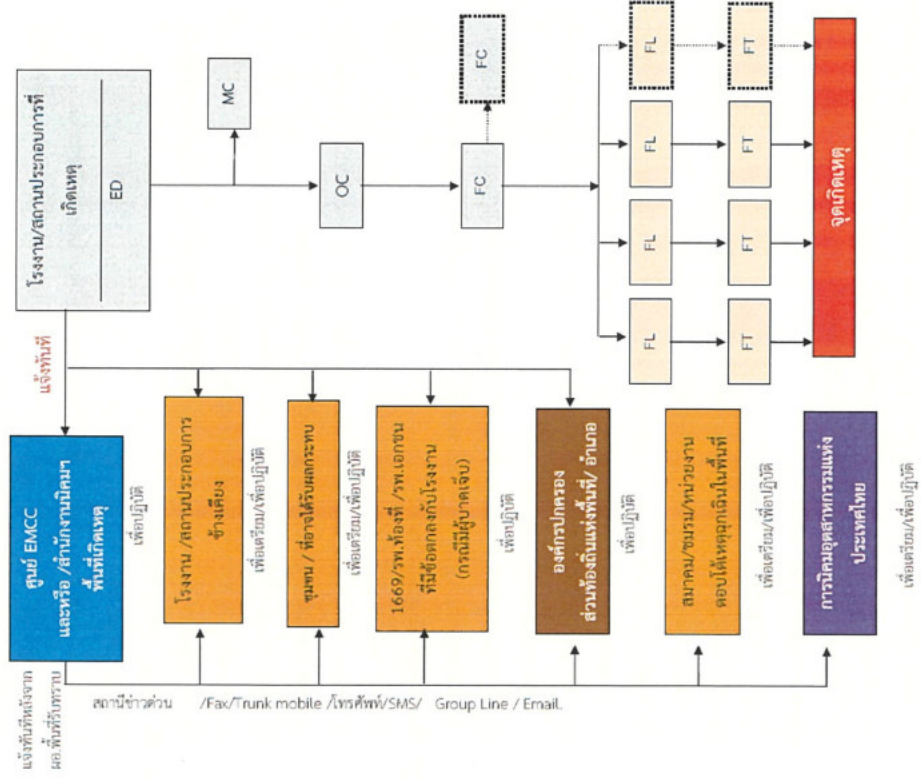 โรงงาน/สถานประกอบการที่
เกิดเหตุ
ED
แจ้งทันที
MC
OC
FC
FC
FL
FL
FL
FL
FT
FT
FT
FT
จุดเกิดเหตุ
แจ้งทันทีหลังจาก
ผอ.พื้นที่รับทราบ
ศูนย์ EMCC
และหรือ /สำนักงานนิคมฯ
พื้นที่เกิดเหตุ
เพื่อปฏิบัติ
สถานีข่าวด่วน /Fax/Trunk mobile /โทรศัพท์/SMS/ Group Line / Email.
โรงงาน /สถานประกอบการ
ข้างเคียง
เพื่อเตรียม/เพื่อปฏิบัติ
ชุมชน / ที่อาจได้รับผลกระทบ
เพื่อเตรียม/เพื่อปฏิบัติ
1669/รพ.ท้องที่ /รพ.เอกชน
ที่มีข้อตกลงกับโรงงาน
(กรณีมีผู้บาดเจ็บ)
เพื่อปฏิบัติ
องค์กรปกครอง
ส่วนท้องถิ่นแห่งพื้นที่/ อำเภอ
เพื่อปฏิบัติ
สมาคม/ชมรม/หน่วยงาน
ตอบโต้เหตุฉุกเฉินในพื้นที่
เพื่อเตรียม/เพื่อปฏิบัติ
การนิคมอุตสาหกรรมแห่ง
ประเทศไทย
เพื่อเตรียม/เพื่อปฏิบัติ